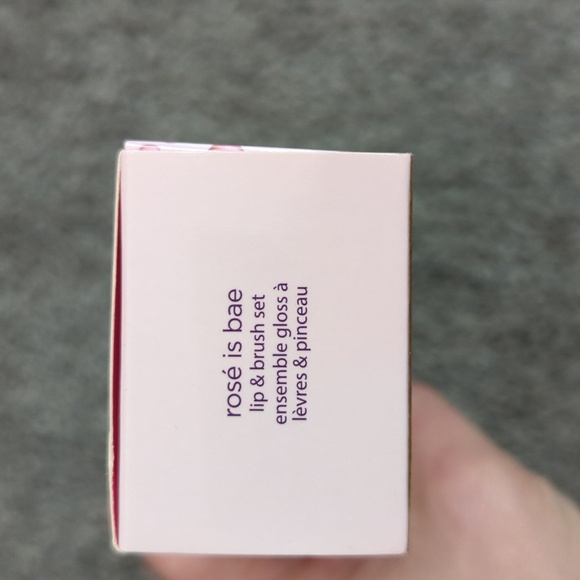 rosé is bae
lip & brush set
ensemble gloss à
lèvres & pinceau